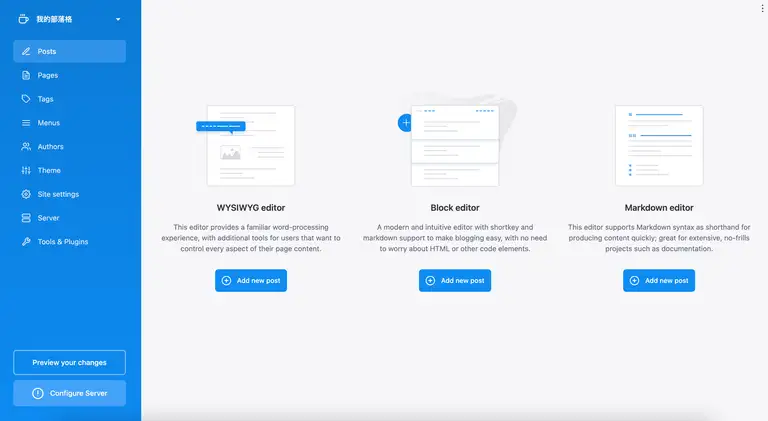 我的部落格
Posts
Pages
Tags
Menus
Authors
Theme
Site settings
Server
Tools & Plugins
Preview your changes
Configure Server
WYSIWYG editor
This editor provides a familiar word-processing
experience, with additional tools for users that want to
control every aspect of their page content.
Add new post
Block editor
A modern and intuitive editor with shortkey and
markdown support to make blogging easy, with no need
to worry about HTML or other code elements.
Add new post
Markdown editor
This editor supports Markdown syntax as shorthand for
producing content quickly; great for extensive, no-frills
projects such as documentation.
Add new post